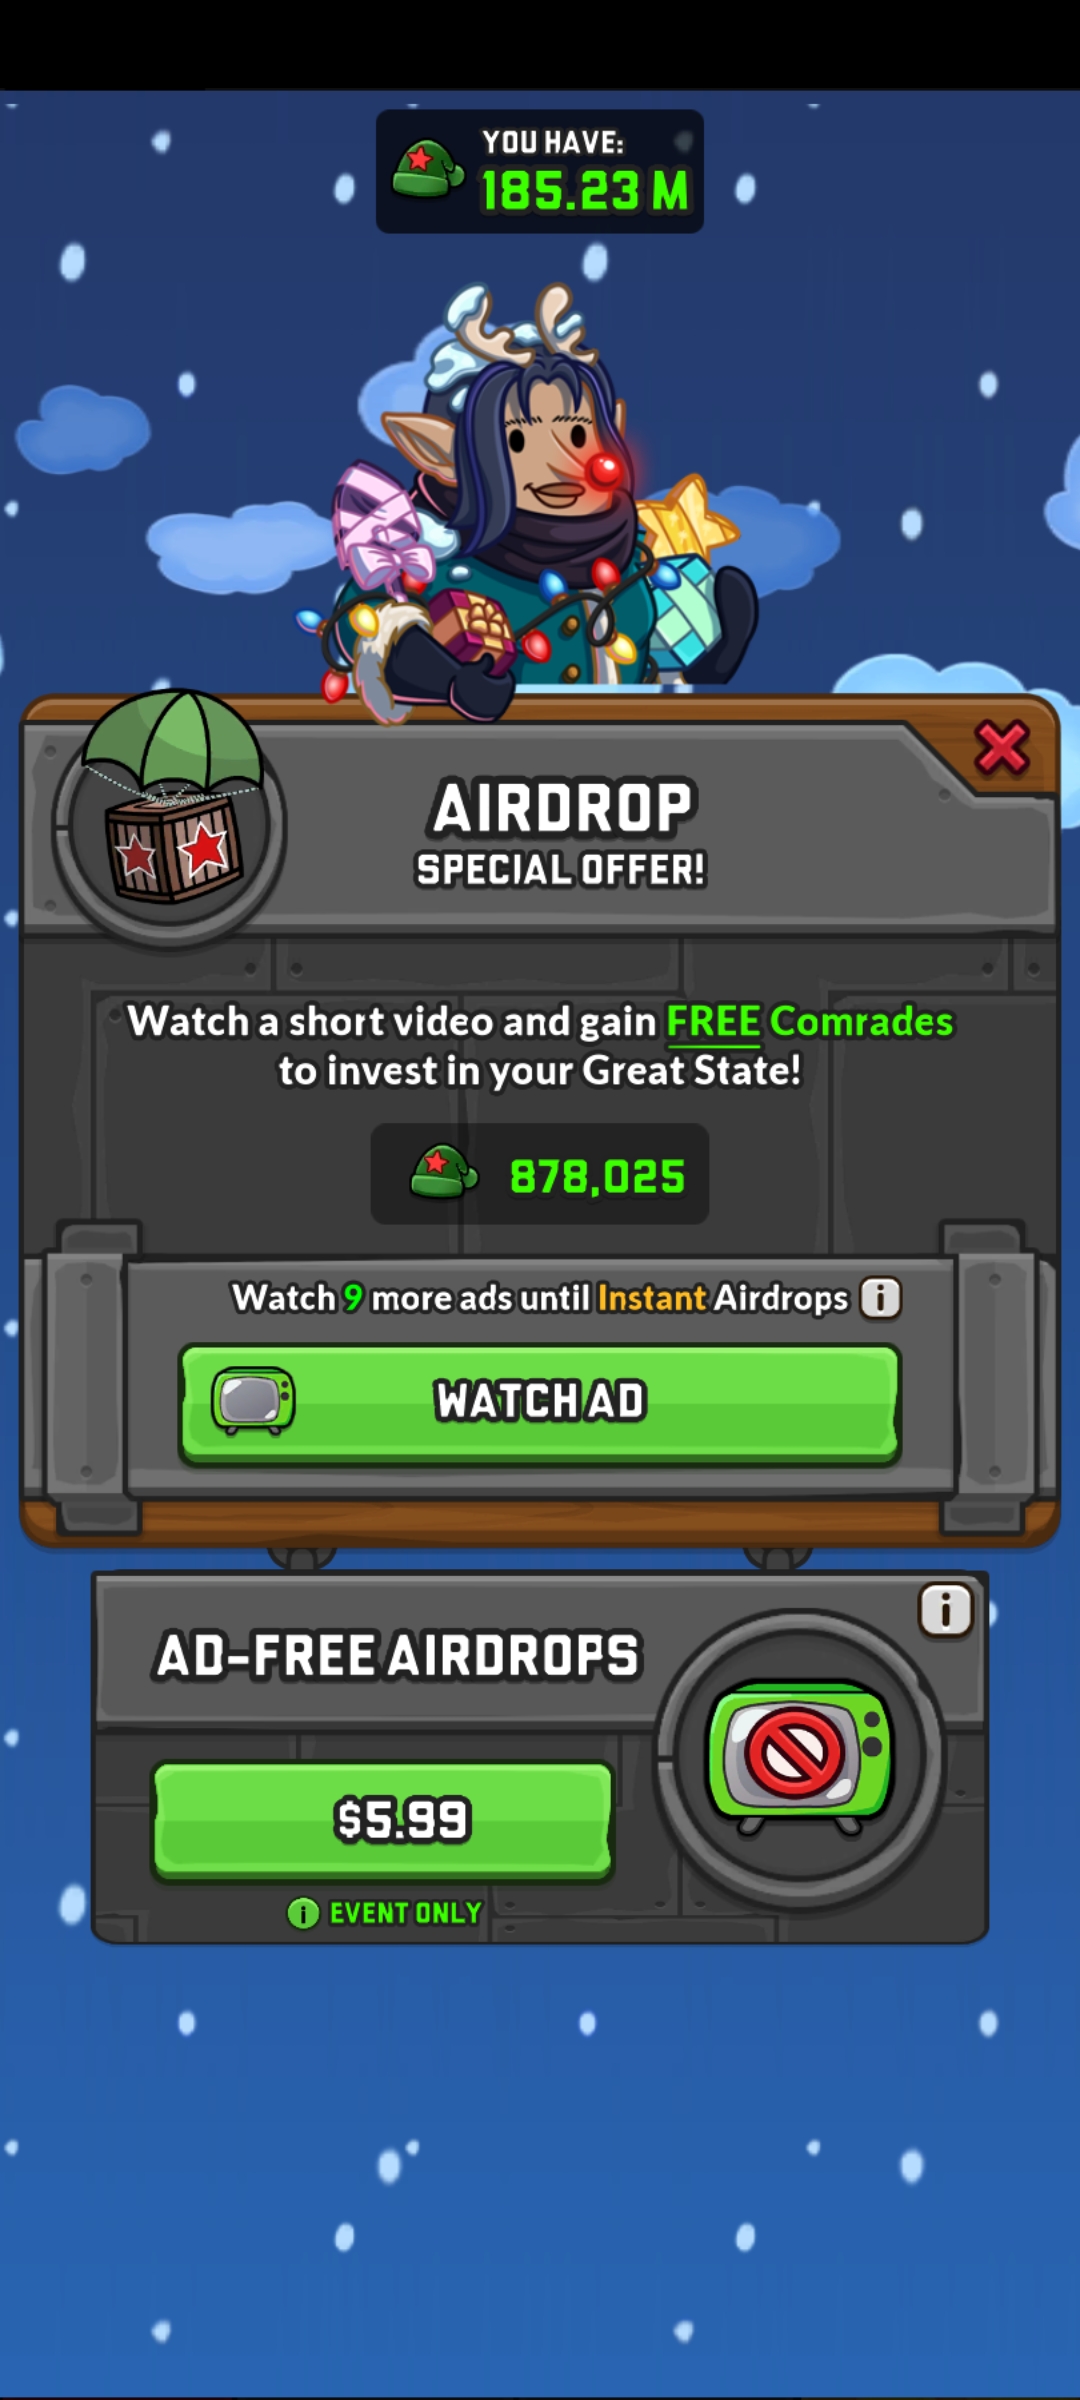 YOU HAVE:
185.23 M
AIRDROP
SPECIAL OFFER!
Watch a short video and gain FREE Comrades
to invest in your Great State!
878,025
Watch 9 more ads until Instant Airdrops i
WATCH AD
i
AD-FREE AIRDROPS
$5.99
i EVENT ONLY